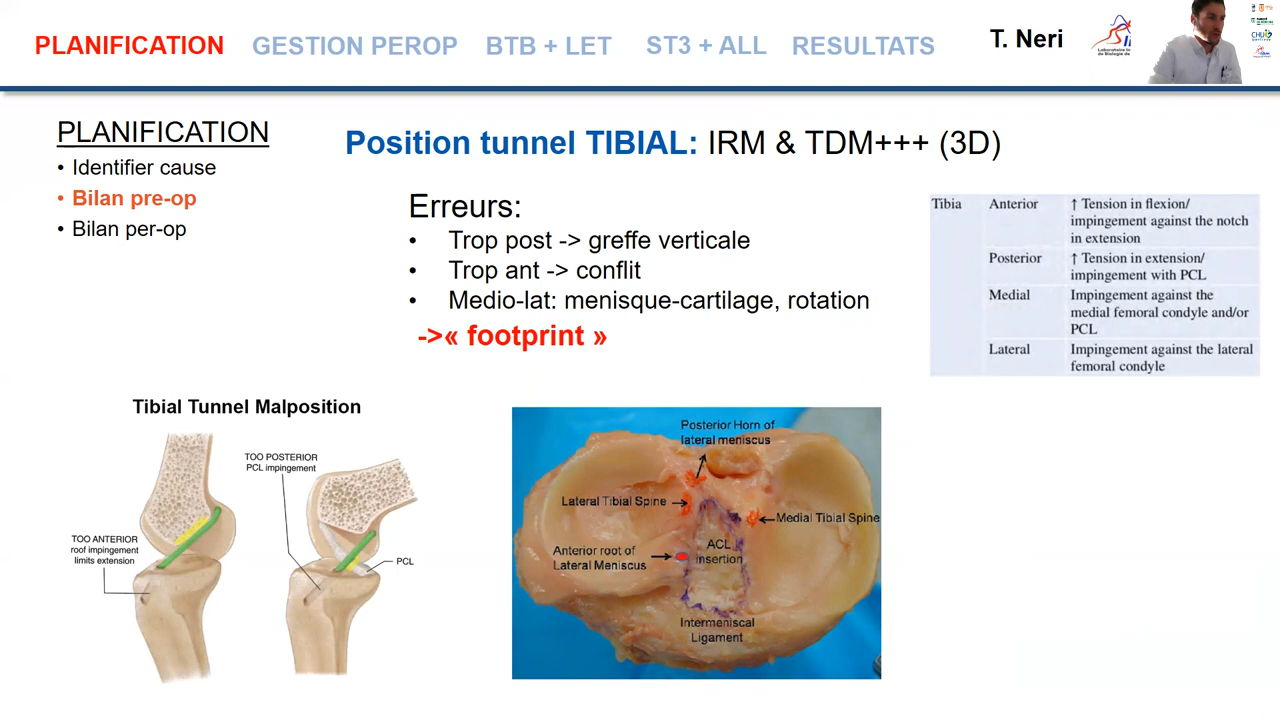 PLANIFICATION GESTION PEROP BTB + LET ST3 + ALL RESULTATS T. Neri
PLANIFICATION
• Identifier cause
• Bilan pre-op
• Bilan per-op
Position tunnel TIBIAL: IRM & TDM+++ (3D)
Erreurs:
• Trop post -> greffe verticale
• Trop ant -> conflit
• Medio-lat: menisque-cartilage, rotation
->« footprint »
Tibia Anterior ↑ Tension in flexion/
impingement against the notch
in extension
Posterior ↑ Tension in extension/
impingement with PCL
Medial Impingement against the
medial femoral condyle and/or
PCL
Lateral Impingement against the lateral
femoral condyle
Tibial Tunnel Malposition
TOO POSTERIOR
PCL impingement
TOO ANTERIOR
roof impingement
limits extension
PCL
Posterior Horn of
lateral meniscus
Lateral Tibial Spine
Medial Tibial Spine
ACL
insertion
Anterior root of
Lateral Meniscus
Intermeniscal
Ligament